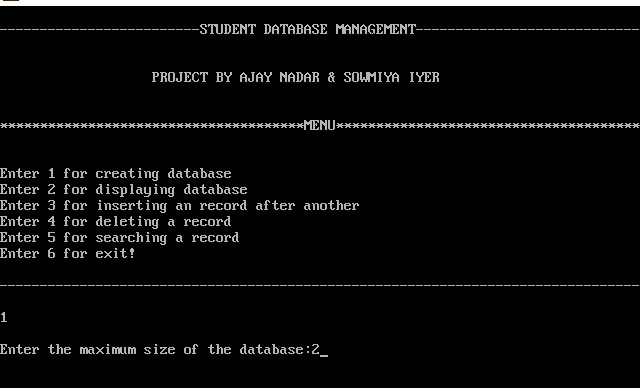 -------------------------STUDENT DATABASE MANAGEMENT----------------------------
PROJECT BY AJAY NADAR & SOWMIYA IYER
**************************************MENU**************************************
Enter 1 for creating database
Enter 2 for displaying database
Enter 3 for inserting an record after another
Enter 4 for deleting a record
Enter 5 for searching a record
Enter 6 for exit!
--------------------------------------------------------------------------------
1
Enter the maximum size of the database:2_